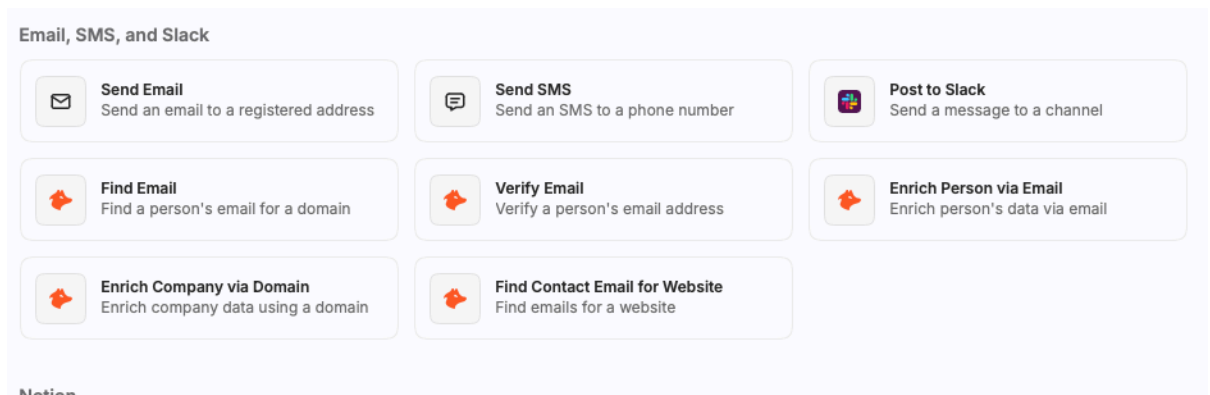 Email, SMS, and Slack
Send Email
Send an email to a registered address
Send SMS
Send an SMS to a phone number
Post to Slack
Send a message to a channel
Find Email
Find a person's email for a domain
Verify Email
Verify a person's email address
Enrich Person via Email
Enrich person's data via email
Enrich Company via Domain
Enrich company data using a domain
Find Contact Email for Website
Find emails for a website
Notion